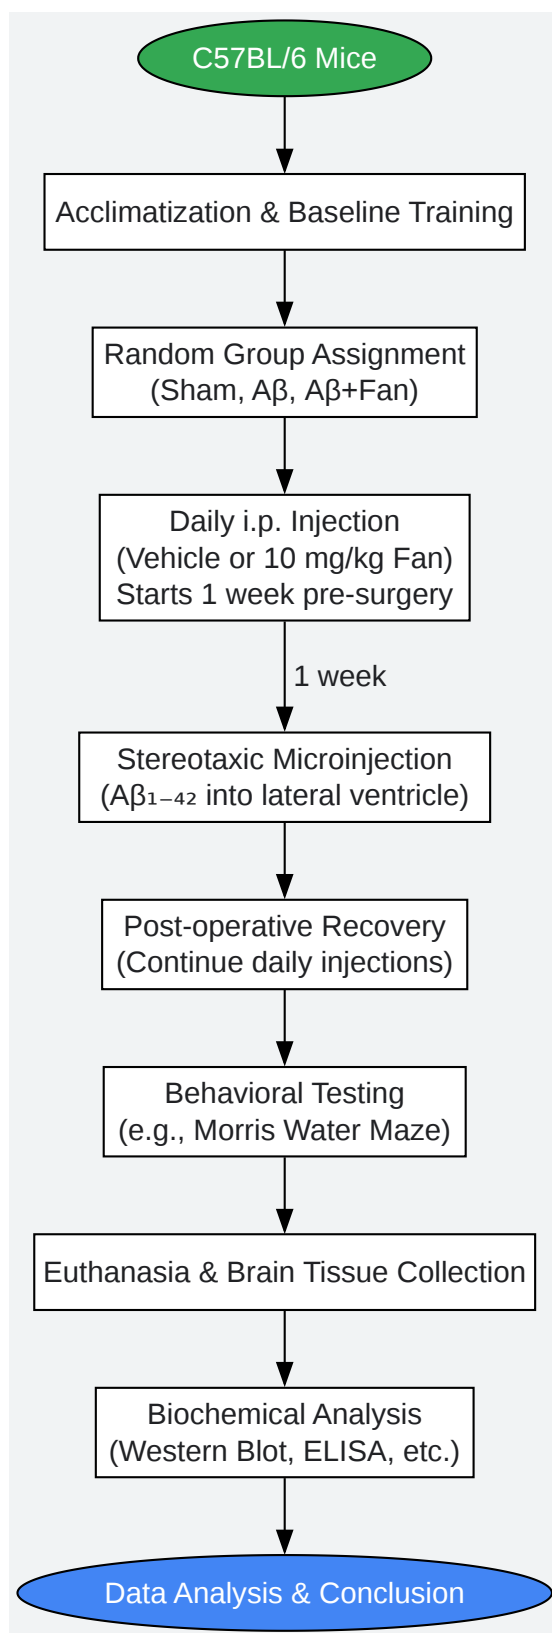 C57BL/6 Mice
Acclimatization & Baseline Training
Random Group Assignment
(Sham, Aβ, Aβ+Fan)
Daily i.p. Injection
(Vehicle or 10 mg/kg Fan)
Starts 1 week pre-surgery
1 week
Stereotaxic Microinjection
(Aβ₁₋₄₂ into lateral ventricle)
Post-operative Recovery
(Continue daily injections)
Behavioral Testing
(e.g., Morris Water Maze)
Euthanasia & Brain Tissue Collection
Biochemical Analysis
(Western Blot, ELISA, etc.)
Data Analysis & Conclusion